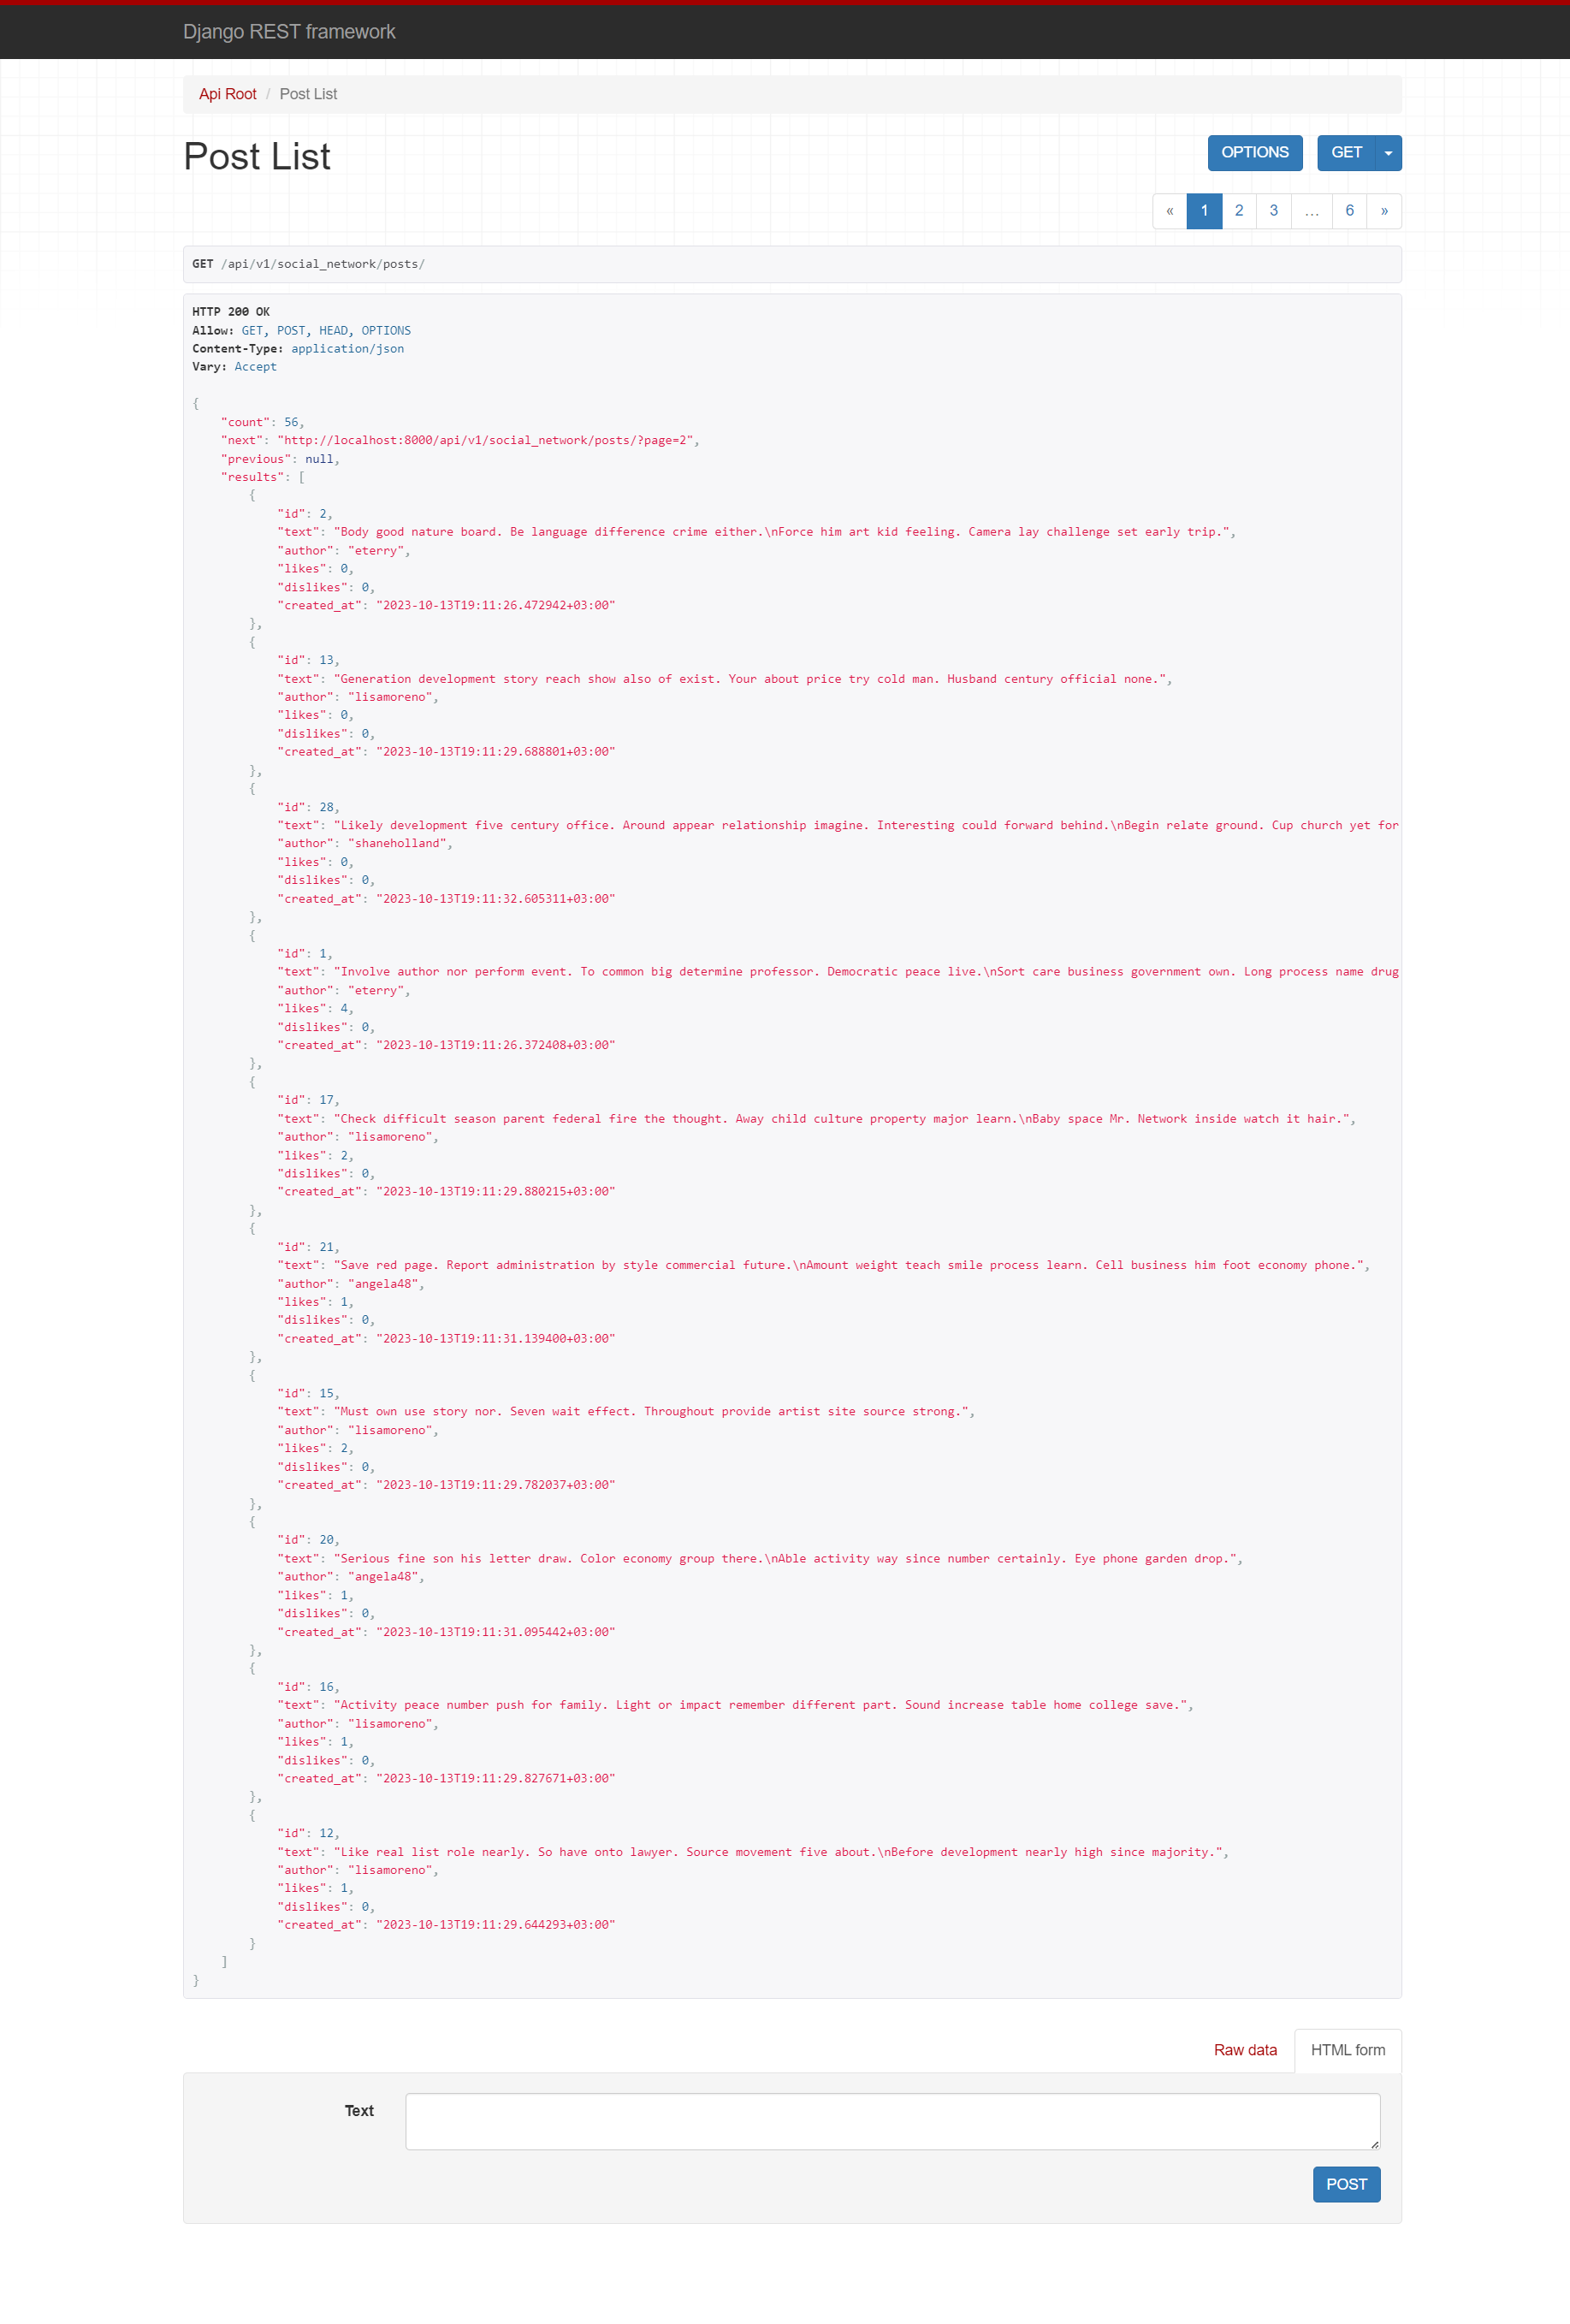 Django REST framework
Api Root / Post List
Post List
OPTIONS GET
« 1 2 3 … 6 »
GET /api/v1/social_network/posts/
HTTP 200 OK
Allow: GET, POST, HEAD, OPTIONS
Content-Type: application/json
Vary: Accept
{
"count": 56,
"next": "http://localhost:8000/api/v1/social_network/posts/?page=2",
"previous": null,
"results": [
{
"id": 2,
"text": "Body good nature board. Be language difference crime either.\nForce him art kid feeling. Camera lay challenge set early trip.",
"author": "eterry",
"likes": 0,
"dislikes": 0,
"created_at": "2023-10-13T19:11:26.472942+03:00"
},
{
"id": 13,
"text": "Generation development story reach show also of exist. Your about price try cold man. Husband century official none.",
"author": "lisamoreno",
"likes": 0,
"dislikes": 0,
"created_at": "2023-10-13T19:11:29.688801+03:00"
},
{
"id": 28,
"text": "Likely development five century office. Around appear relationship imagine. Interesting could forward behind.\nBegin relate ground. Cup church yet for
"author": "shaneholland",
"likes": 0,
"dislikes": 0,
"created_at": "2023-10-13T19:11:32.605311+03:00"
},
{
"id": 1,
"text": "Involve author nor perform event. To common big determine professor. Democratic peace live.\nSort care business government own. Long process name drug
"author": "eterry",
"likes": 4,
"dislikes": 0,
"created_at": "2023-10-13T19:11:26.372408+03:00"
},
{
"id": 17,
"text": "Check difficult season parent federal fire the thought. Away child culture property major learn.\nBaby space Mr. Network inside watch it hair.",
"author": "lisamoreno",
"likes": 2,
"dislikes": 0,
"created_at": "2023-10-13T19:11:29.880215+03:00"
},
{
"id": 21,
"text": "Save red page. Report administration by style commercial future.\nAmount weight teach smile process learn. Cell business him foot economy phone.",
"author": "angela48",
"likes": 1,
"dislikes": 0,
"created_at": "2023-10-13T19:11:31.139400+03:00"
},
{
"id": 15,
"text": "Must own use story nor. Seven wait effect. Throughout provide artist site source strong.",
"author": "lisamoreno",
"likes": 2,
"dislikes": 0,
"created_at": "2023-10-13T19:11:29.782037+03:00"
},
{
"id": 20,
"text": "Serious fine son his letter draw. Color economy group there.\nAble activity way since number certainly. Eye phone garden drop.",
"author": "angela48",
"likes": 1,
"dislikes": 0,
"created_at": "2023-10-13T19:11:31.095442+03:00"
},
{
"id": 16,
"text": "Activity peace number push for family. Light or impact remember different part. Sound increase table home college save.",
"author": "lisamoreno",
"likes": 1,
"dislikes": 0,
"created_at": "2023-10-13T19:11:29.827671+03:00"
},
{
"id": 12,
"text": "Like real list role nearly. So have onto lawyer. Source movement five about.\nBefore development nearly high since majority.",
"author": "lisamoreno",
"likes": 1,
"dislikes": 0,
"created_at": "2023-10-13T19:11:29.644293+03:00"
}
]
}
Raw data HTML form
Text
POST